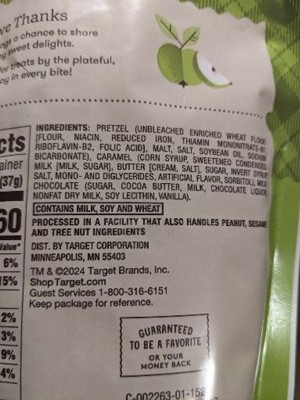 ve Thanks
a chance to share
sweet delights.
treats by the plateful,
oy in every bite!
cts
ainer
(37g)
60
Value*
6%
15%
2%
3%
9%
4%
INGREDIENTS: PRETZEL (UNBLEACHED ENRICHED WHEAT FLOUR
[FLOUR, NIACIN, REDUCED IRON, THIAMIN MONONITRATE-B1,
RIBOFLAVIN-B2, FOLIC ACID], MALT, SALT, SOYBEAN OIL, SODIUM
BICARBONATE), CARAMEL (CORN SYRUP, SWEETENED CONDENSED
MILK [MILK, SUGAR], BUTTER [CREAM, SALT], SUGAR, INVERT SYRUP
SALT, MONO- AND DIGLYCERIDES, ARTIFICIAL FLAVOR, SORBITOL), MILK
CHOCOLATE (SUGAR, COCOA BUTTER, MILK, CHOCOLATE LIQUOR
NONFAT DRY MILK, SOY LECITHIN, VANILLA).
CONTAINS MILK, SOY AND WHEAT
PROCESSED IN A FACILITY THAT ALSO HANDLES PEANUT, SESAME
AND TREE NUT INGREDIENTS
DIST. BY TARGET CORPORATION
MINNEAPOLIS, MN 55403
TM & ©2024 Target Brands, Inc.
ShopTarget.com
Guest Services 1-800-316-6151
Keep package for reference.
GUARANTEED
TO BE A FAVORITE
OR YOUR
MONEY BACK
C-002263-01-152